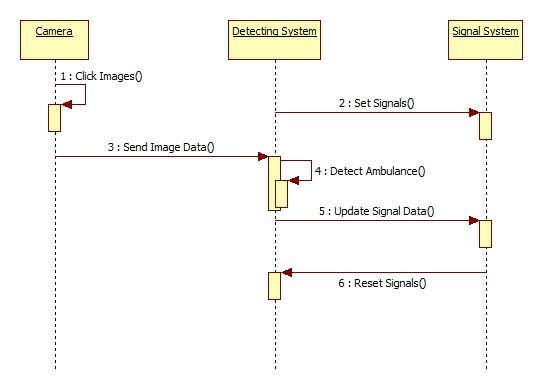 Camera
Detecting System
Signal System
1 : Click Images()
2 : Set Signals()
3 : Send Image Data()
4 : Detect Ambulance()
5 : Update Signal Data()
6 : Reset Signals()